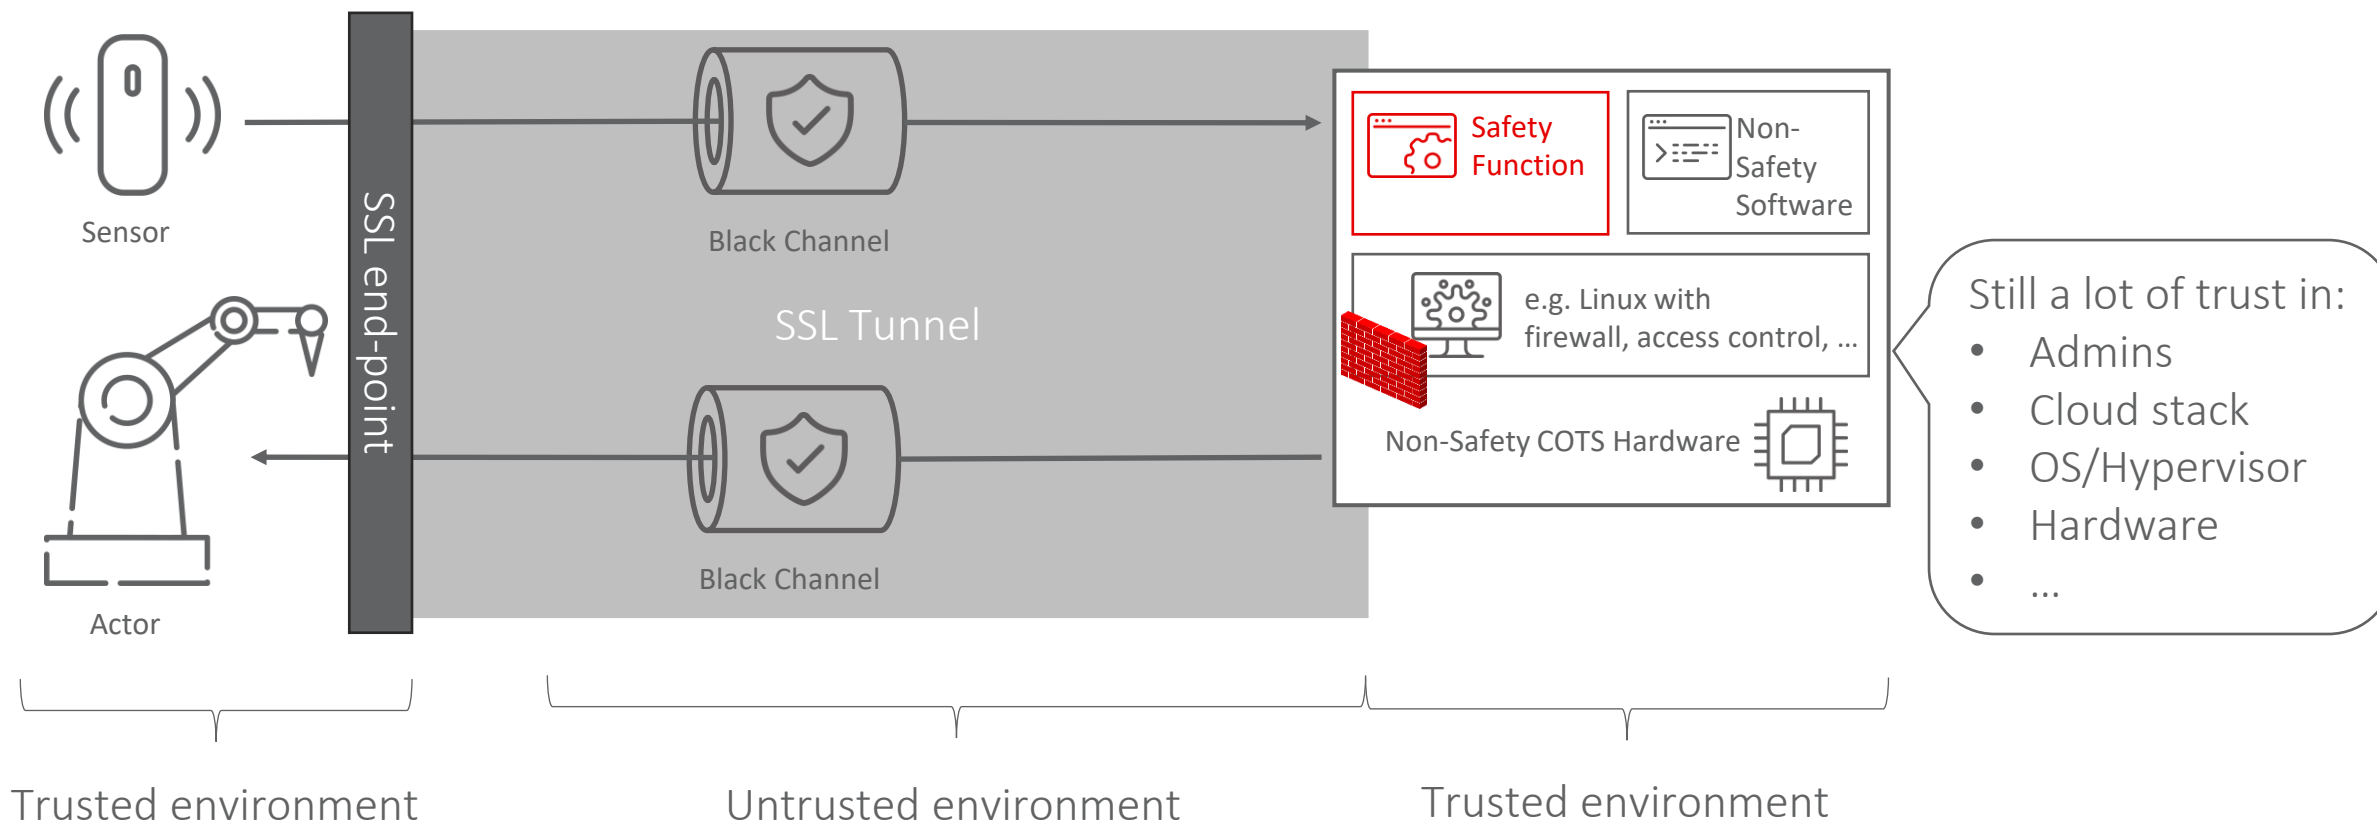 Sensor
Actor
SSL end-point
Black Channel
SSL Tunnel
Black Channel
Safety
Function
Non-
Safety
Software
e.g. Linux with
firewall, access control, ...
Non-Safety COTS Hardware
Still a lot of trust in:
• Admins
• Cloud stack
• OS/Hypervisor
• Hardware
• ...
Trusted environment
Untrusted environment
Trusted environment